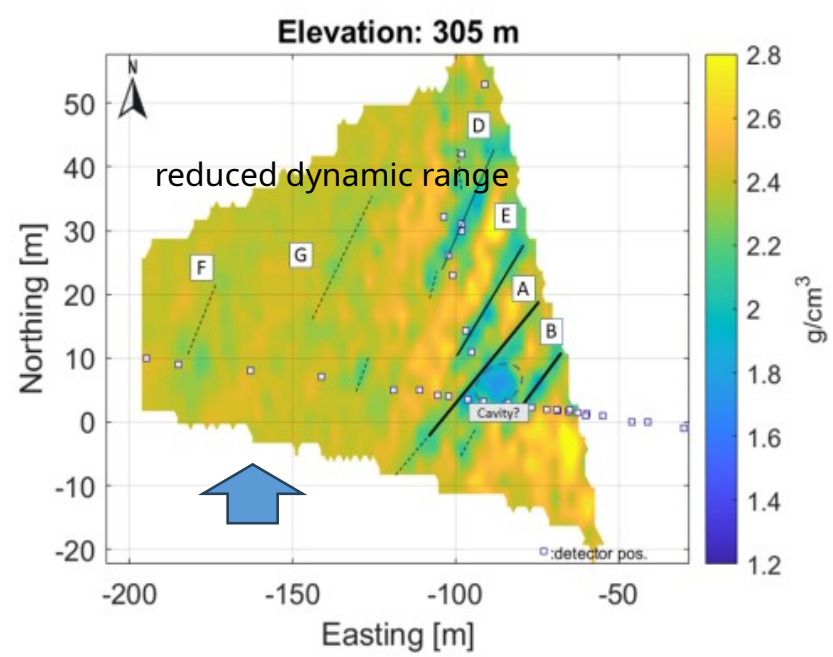 Elevation: 305 m
N
reduced dynamic range
D
E
A
B
G
F
Cavity?
:detector pos.
50
40
30
20
10
0
-10
-20
Northing [m]
-200
-150
-100
-50
Easting [m]
2.8
2.6
2.4
2.2
2
1.8
1.6
1.4
1.2
g/cm³